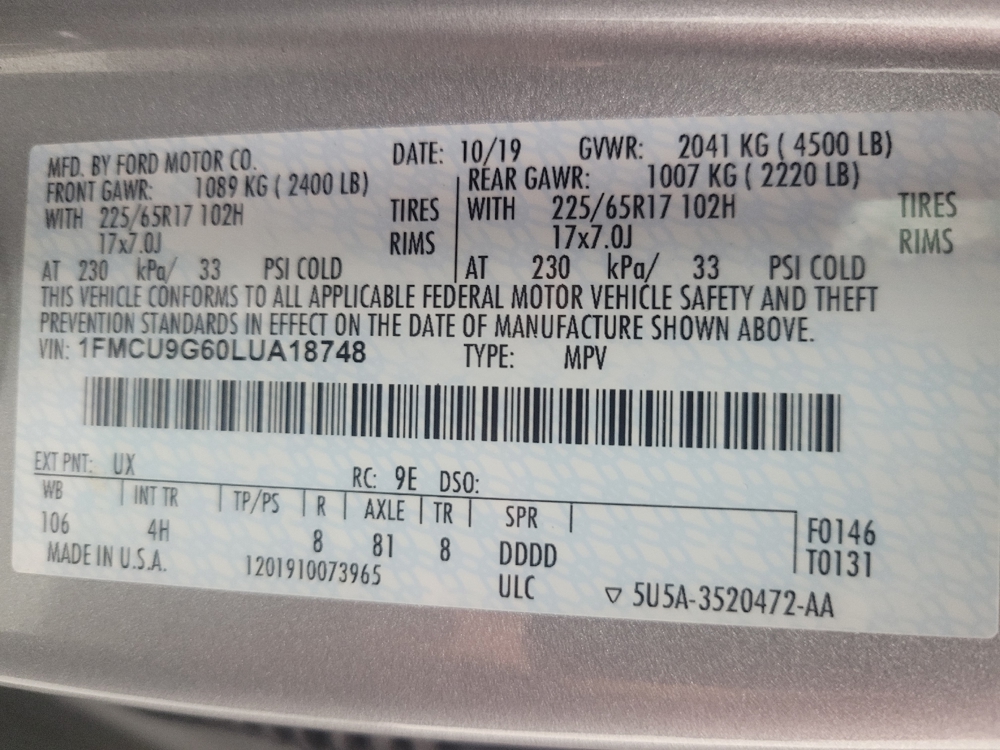 MFD. BY FORD MOTOR CO. DATE: 10/19 GVWR: 2041 KG ( 4500 LB)
FRONT GAWR: 1089 KG ( 2400 LB) REAR GAWR: 1007 KG ( 2220 LB)
WITH 225/65R17 102H TIRES WITH 225/65R17 102H TIRES
17x7.0J RIMS 17x7.0J RIMS
AT 230 kPa/ 33 PSI COLD AT 230 kPa/ 33 PSI COLD
THIS VEHICLE CONFORMS TO ALL APPLICABLE FEDERAL MOTOR VEHICLE SAFETY AND THEFT
PREVENTION STANDARDS IN EFFECT ON THE DATE OF MANUFACTURE SHOWN ABOVE.
VIN: 1FMCU9G60LUA18748 TYPE: MPV
EXT PNT: UX RC: 9E DSO:
WB INT TR TP/PS R AXLE TR SPR
106 4H 8 81 8 DDDD F0146
MADE IN U.S.A. 1201910073965 ULC T0131
▽ 5U5A-3520472-AA